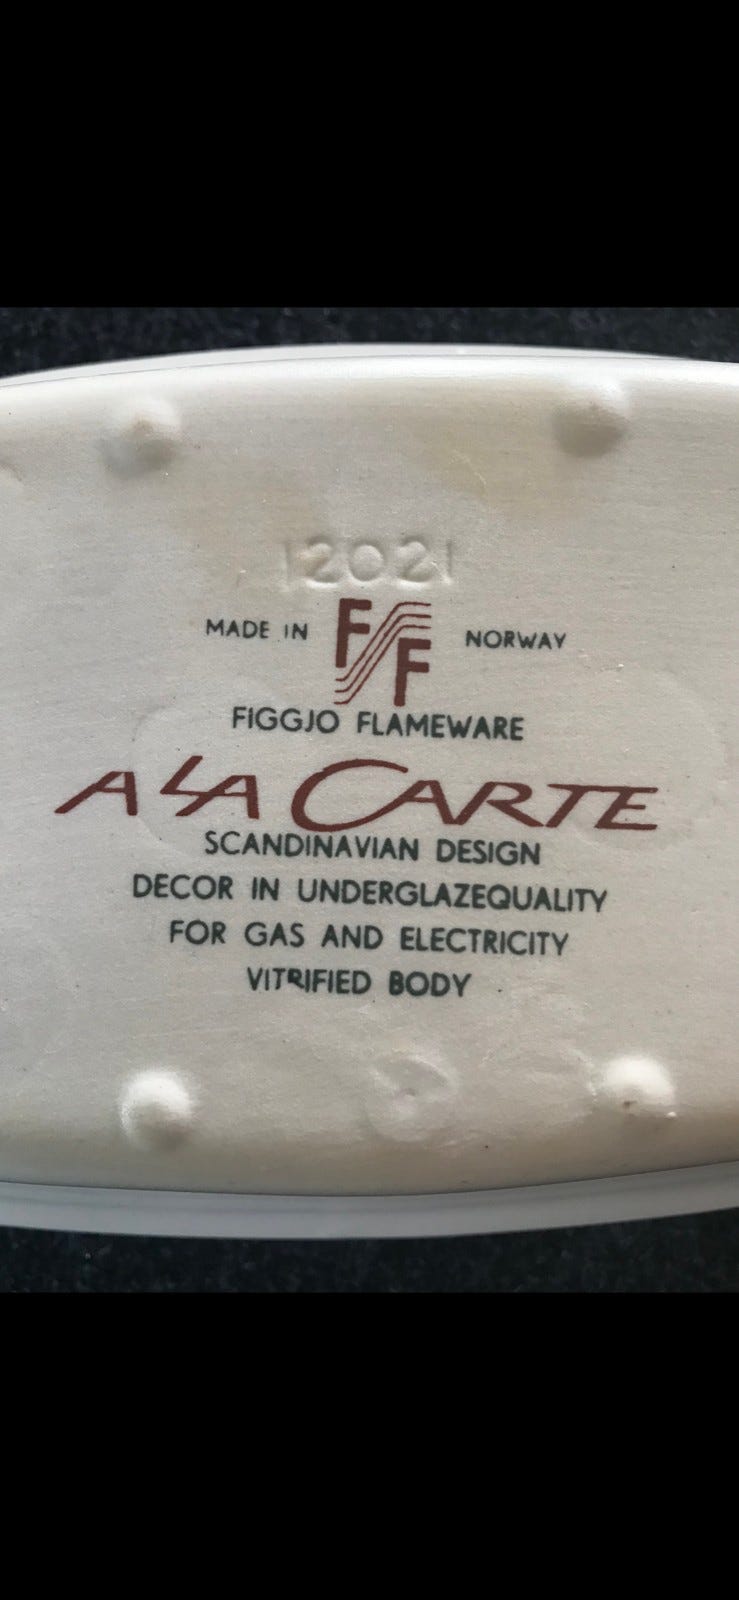 12021
MADE IN FF NORWAY
FIGGJO FLAMEWARE
A LA CARTE
SCANDINAVIAN DESIGN
DECOR IN UNDERGLAZEQUALITY
FOR GAS AND ELECTRICITY
VITRIFIED BODY